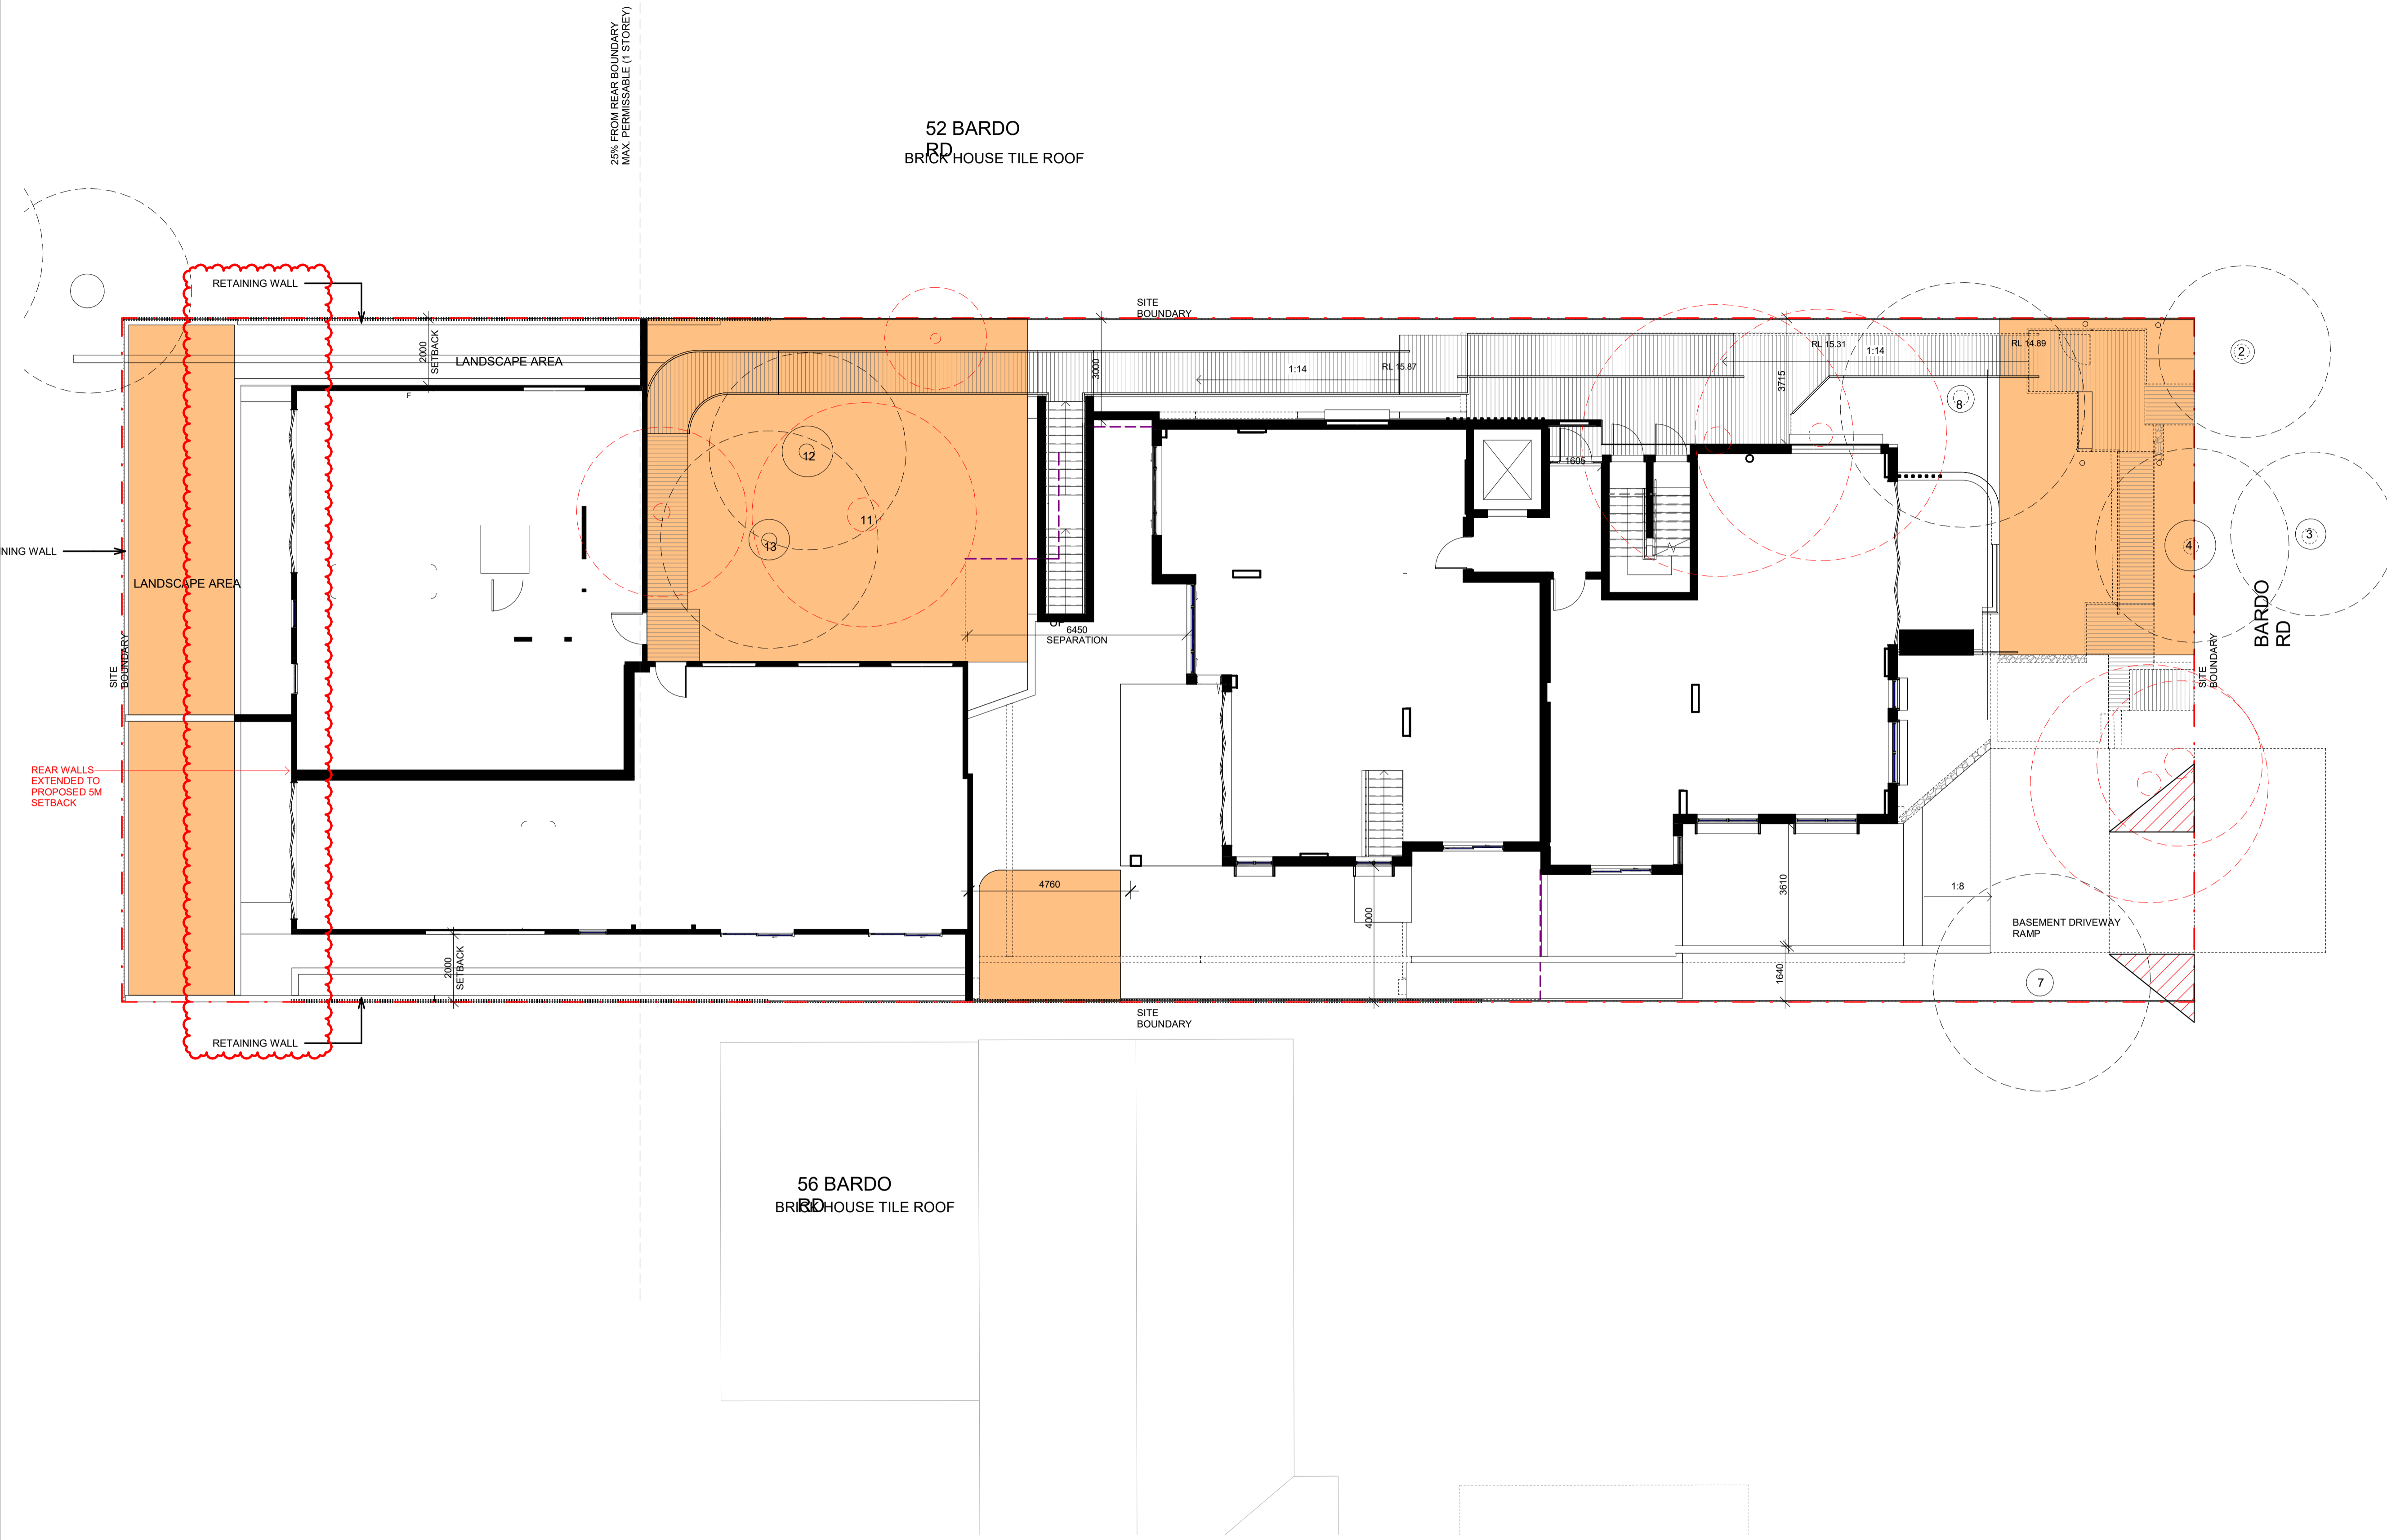 25% FROM REAR BOUNDARY
MAX. PERMISSABLE (1 STOREY)
52 BARDO
RD
BRICK HOUSE TILE ROOF
RETAINING WALL
SITE
BOUNDARY
2000
SETBACK
LANDSCAPE AREA
3000
1:14
RL 15.87
3715
RL 15.31
1:14
RL 14.89
2
F
8
12
11
13
1605
4
3
NING WALL
LANDSCAPE AREA
BARDO
RD
OF
6450
SEPARATION
SITE
BOUNDARY
SITE
BOUNDARY
REAR WALLS
EXTENDED TO
PROPOSED 5M
SETBACK
4760
4000
3610
1:8
BASEMENT DRIVEWAY
RAMP
2000
SETBACK
1640
7
SITE
BOUNDARY
RETAINING WALL
56 BARDO
RD
BRICK HOUSE TILE ROOF